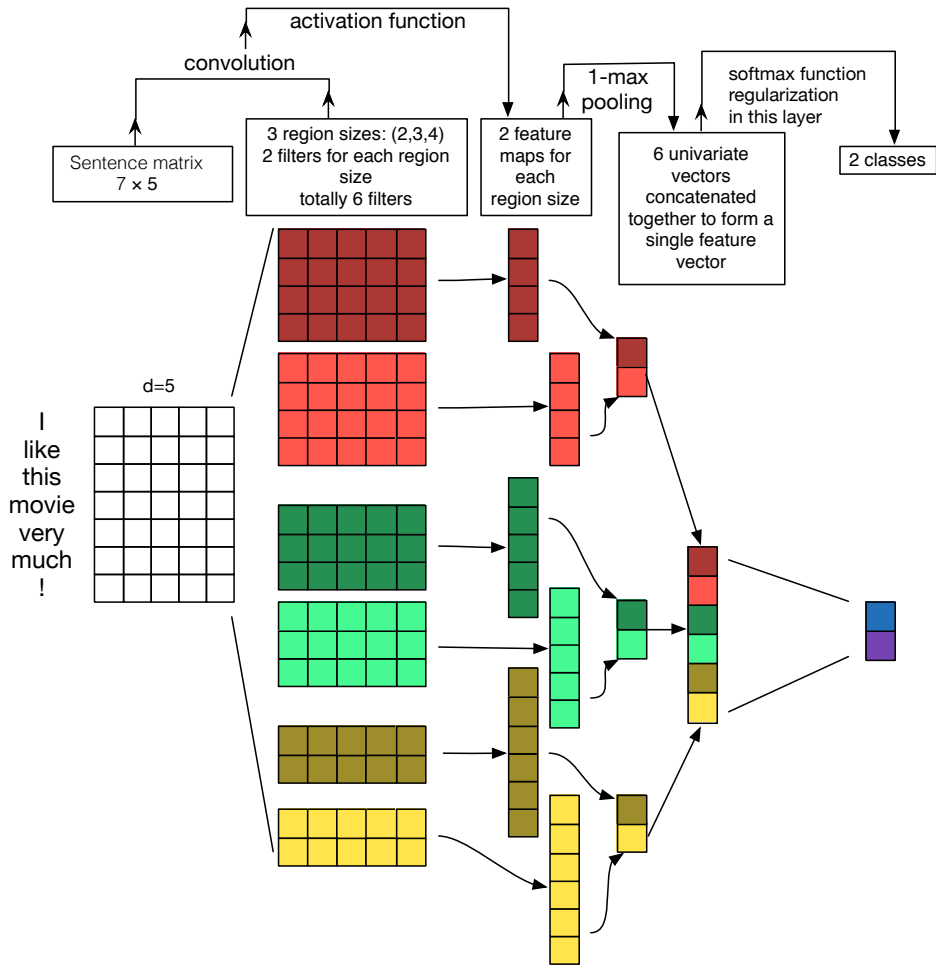 activation function
convolution
1-max
pooling
softmax function
regularization
in this layer
Sentence matrix
7 × 5
3 region sizes: (2,3,4)
2 filters for each region
size
totally 6 filters
2 feature
maps for
each
region size
6 univariate
vectors
concatenated
together to form a
single feature
vector
2 classes
d=5
I
like
this
movie
very
much
!